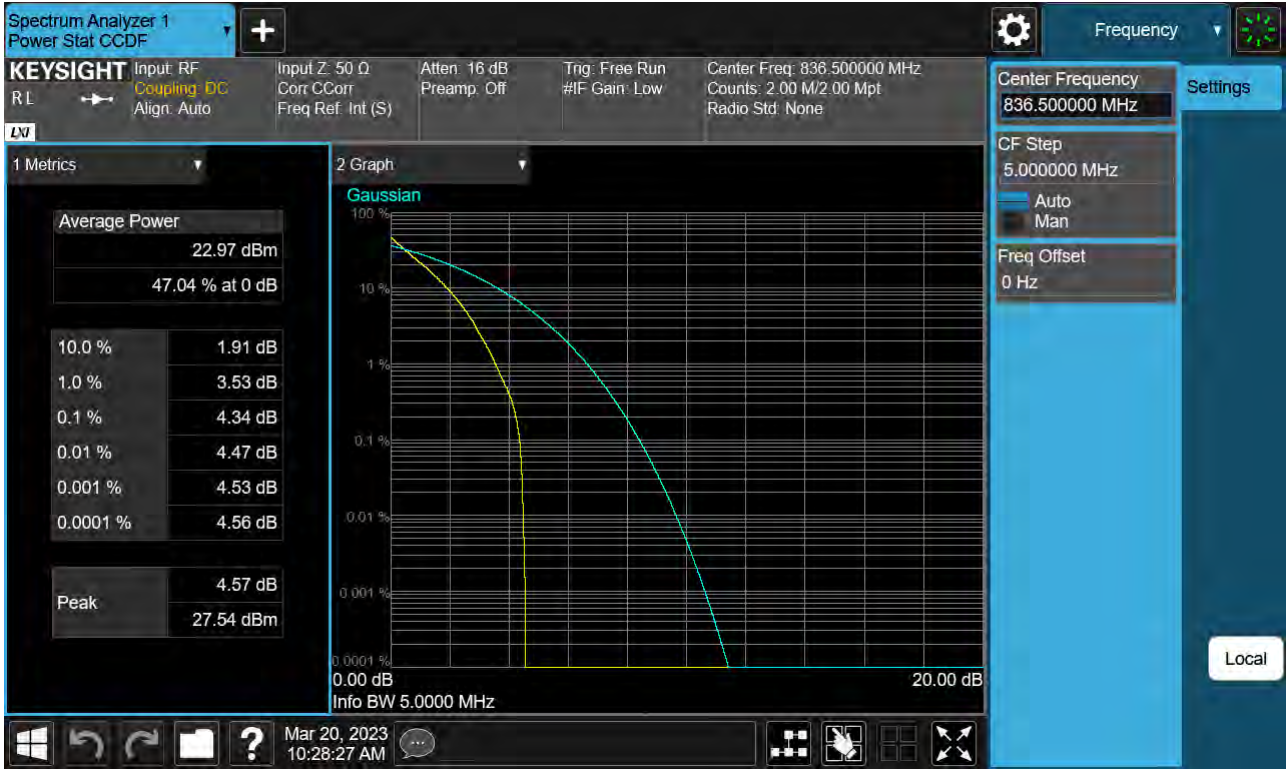 Spectrum Analyzer 1
Power Stat CCDF
+
Frequency
KEYSIGHT
R L
LXI
Input: RF
Coupling: DC
Align: Auto
Input Z: 50 Ω
Corr CCorr
Freq Ref: Int (S)
Atten: 16 dB
Preamp: Off
Trig: Free Run
#IF Gain: Low
Center Freq: 836.500000 MHz
Counts: 2.00 M/2.00 Mpt
Radio Std: None
Center Frequency
836.500000 MHz
Settings
CF Step
5.000000 MHz
Auto
Man
Freq Offset
0 Hz
1 Metrics
Average Power
22.97 dBm
47.04 % at 0 dB
10.0 % 1.91 dB
1.0 % 3.53 dB
0.1 % 4.34 dB
0.01 % 4.47 dB
0.001 % 4.53 dB
0.0001 % 4.56 dB
Peak
4.57 dB
27.54 dBm
2 Graph
Gaussian
100 %
10 %
1 %
0.1 %
0.01 %
0.001 %
0.0001 %
0.00 dB 20.00 dB
Info BW 5.0000 MHz
Local
?
Mar 20, 2023
10:28:27 AM